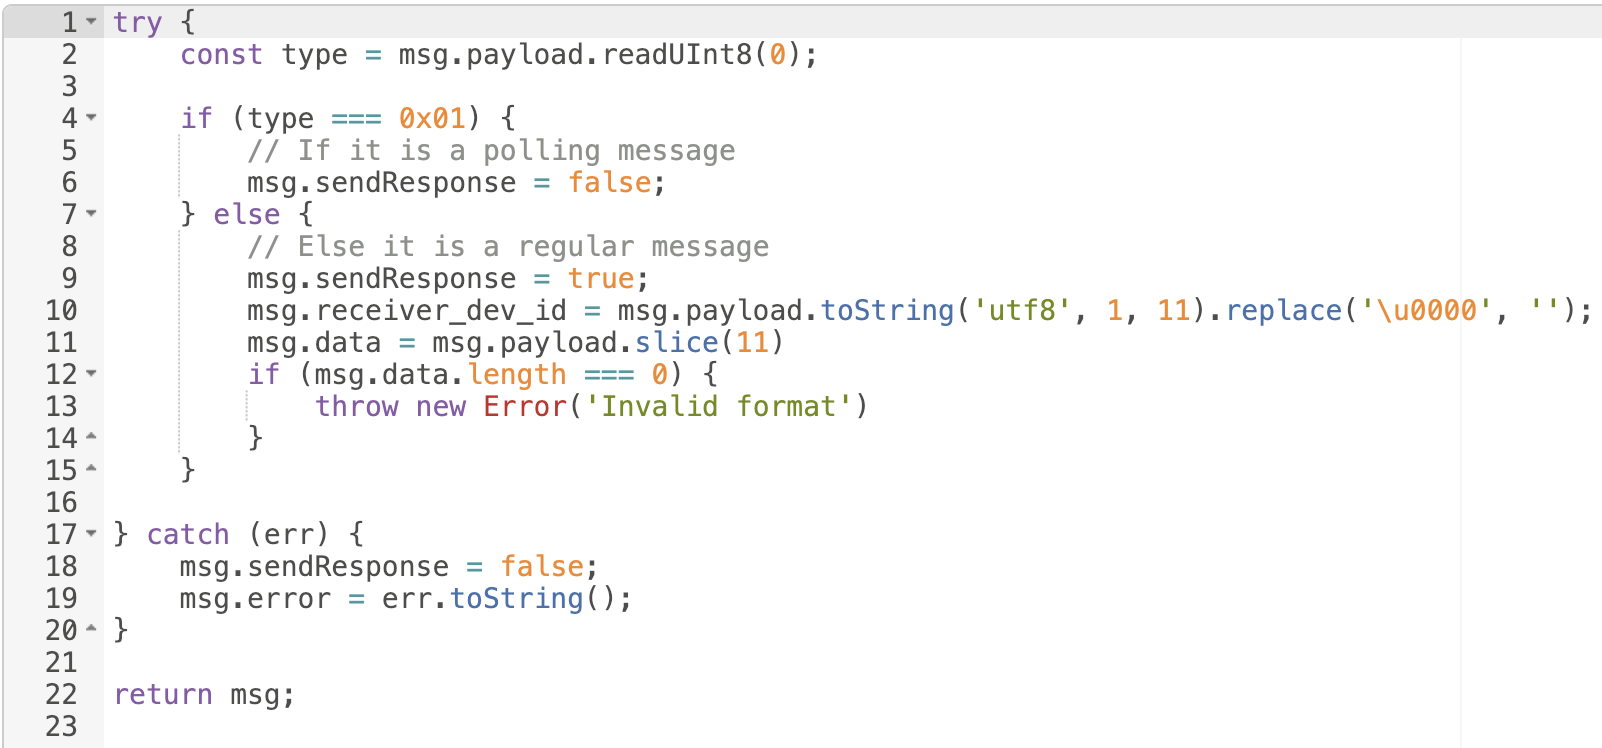 1 try {
2     const type = msg.payload.readUInt8(0);
3
4     if (type === 0x01) {
5         // If it is a polling message
6         msg.sendResponse = false;
7     } else {
8         // Else it is a regular message
9         msg.sendResponse = true;
10         msg.receiver_dev_id = msg.payload.toString('utf8', 1, 11).replace('\u0000', '');
11         msg.data = msg.payload.slice(11)
12         if (msg.data.length === 0) {
13             throw new Error('Invalid format')
14         }
15     }
16
17 } catch (err) {
18     msg.sendResponse = false;
19     msg.error = err.toString();
20 }
21
22 return msg;
23